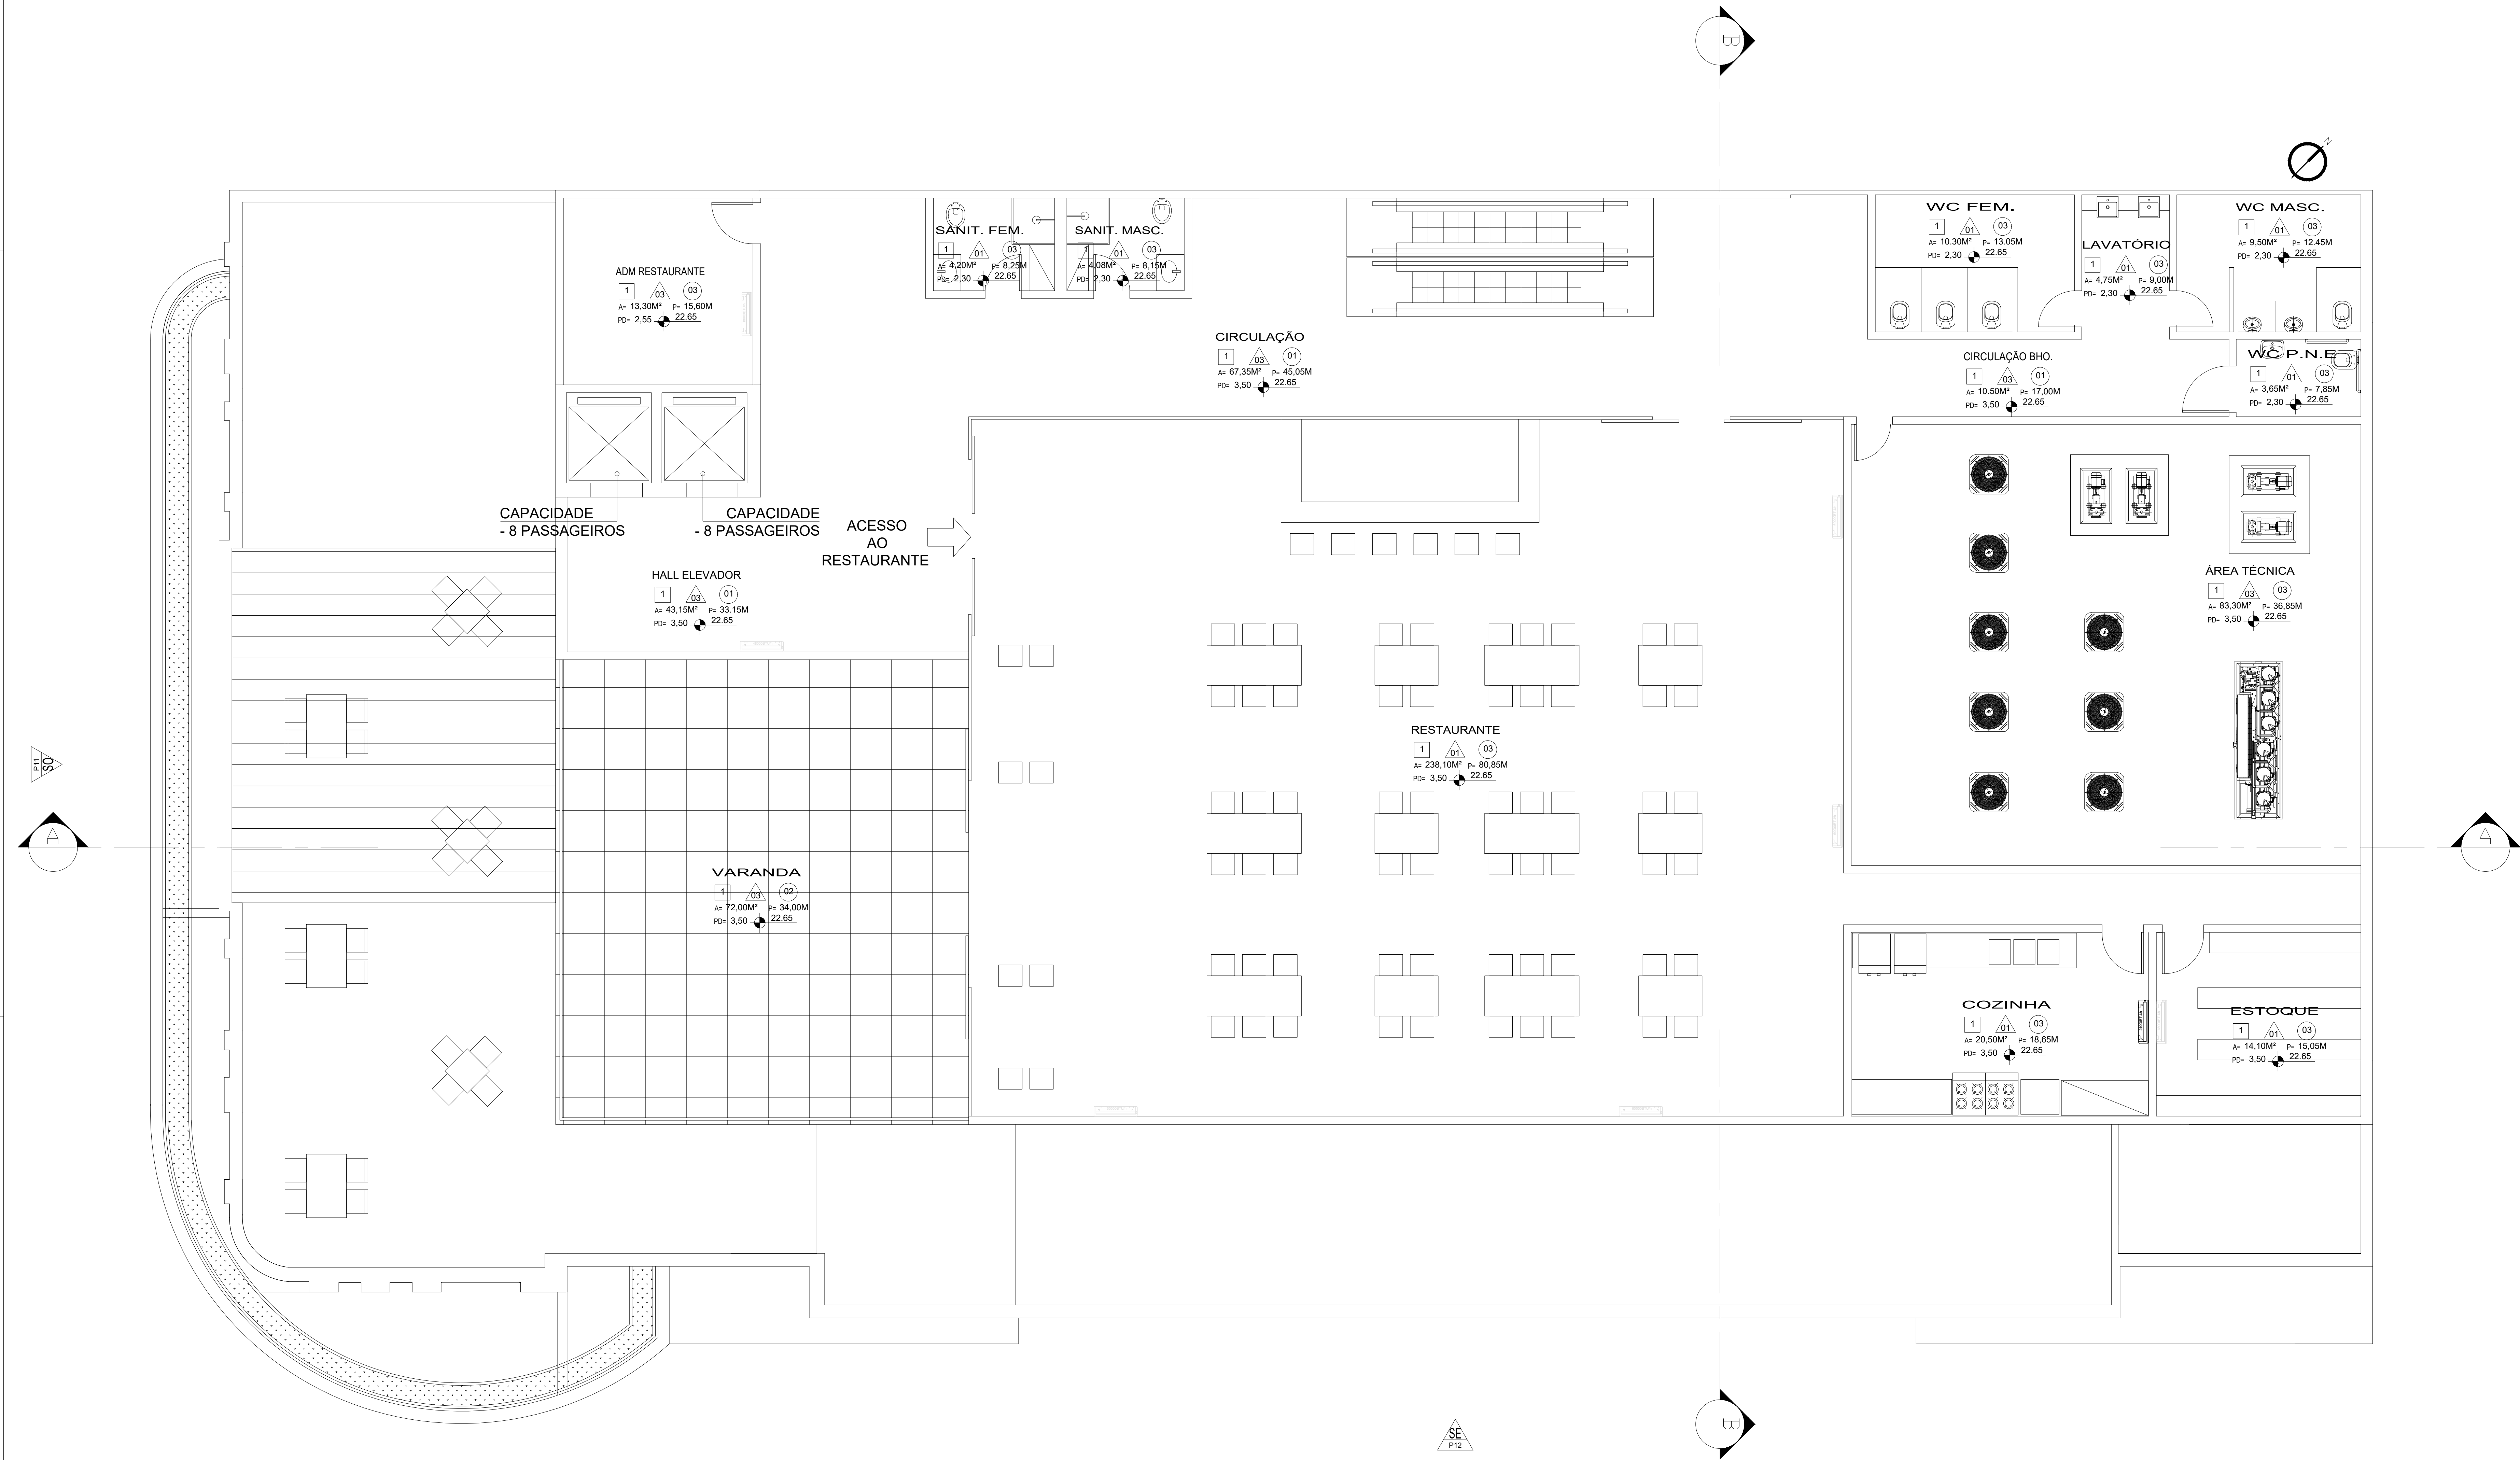 B
N
WC FEM.
1 01 03
A= 10.30M² P= 13.05M
PD= 2,30 22.65
LAVATÓRIO
1 01 03
A= 4,75M² P= 9,00M
PD= 2,30 22.65
WC MASC.
1 01 03
A= 9,50M² P= 12.45M
PD= 2,30 22.65
SANIT. FEM.
1 01 03
A= 4,20M² P= 8,25M
PD= 2,30 22.65
SANIT. MASC.
1 01 03
A= 4,08M² P= 8,15M
PD= 2,30 22.65
ADM RESTAURANTE
1 03 03
A= 13,30M² P= 15,60M
PD= 2,55 22.65
CIRCULAÇÃO
1 03 01
A= 67,35M² P= 45,05M
PD= 3,50 22.65
CIRCULAÇÃO BHO.
1 03 01
A= 10.50M² P= 17,00M
PD= 3,50 22.65
WC P.N.E
1 01 03
A= 3,65M² P= 7,85M
PD= 2,30 22.65
CAPACIDADE
- 8 PASSAGEIROS
CAPACIDADE
- 8 PASSAGEIROS
ACESSO
AO
RESTAURANTE
HALL ELEVADOR
1 03 01
A= 43,15M² P= 33.15M
PD= 3,50 22.65
ÁREA TÉCNICA
1 03 03
A= 83,30M² P= 36,85M
PD= 3,50 22.65
RESTAURANTE
1 01 03
A= 238,10M² P= 80,85M
PD= 3,50 22.65
SO
P11
A
A
VARANDA
1 03 02
A= 72,00M² P= 34,00M
PD= 3,50 22.65
COZINHA
1 01 03
A= 20,50M² P= 18,65M
PD= 3,50 22.65
ESTOQUE
1 01 03
A= 14,10M² P= 15,05M
PD= 3,50 22.65
SE
P12
B